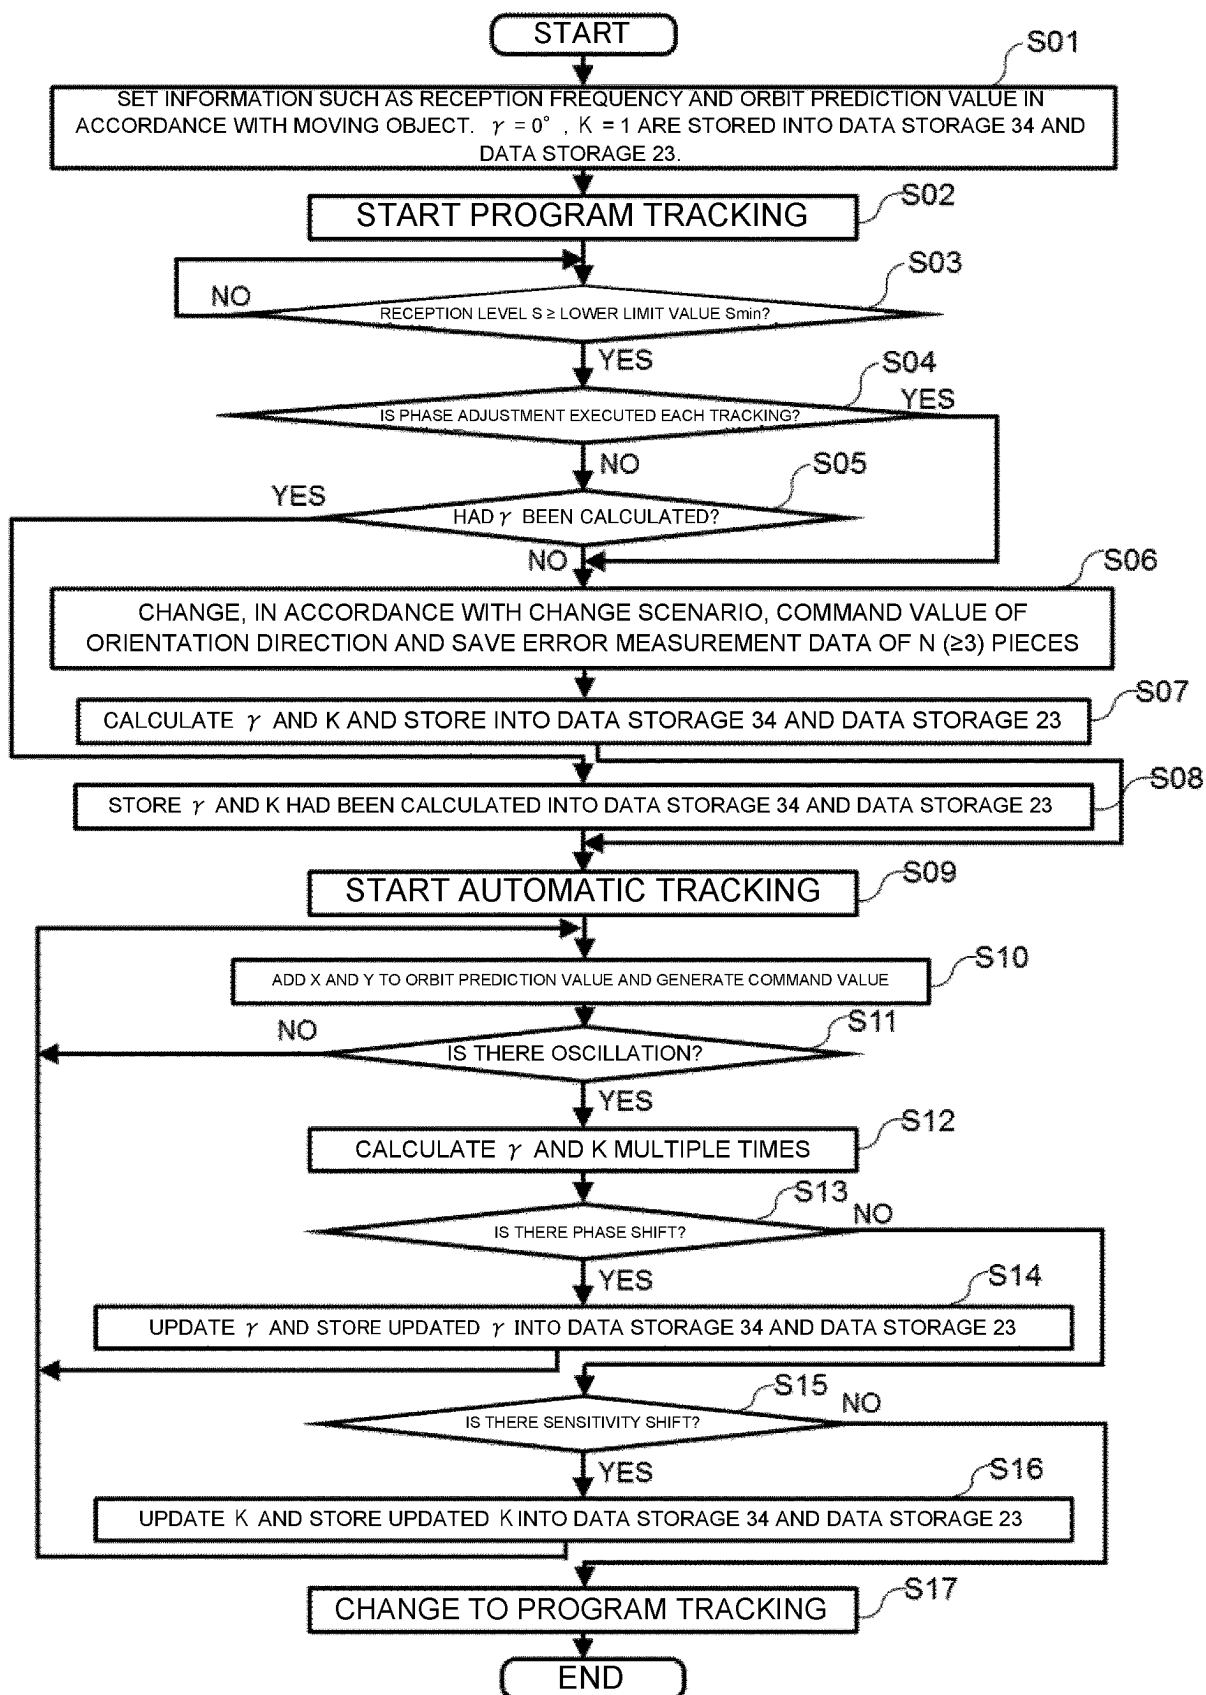 START
S01
SET INFORMATION SUCH AS RECEPTION FREQUENCY AND ORBIT PREDICTION VALUE IN
ACCORDANCE WITH MOVING OBJECT. γ = 0°, K = 1 ARE STORED INTO DATA STORAGE 34 AND
DATA STORAGE 23.
S02
START PROGRAM TRACKING
S03
NO
RECEPTION LEVEL S ≥ LOWER LIMIT VALUE Smin?
YES
S04
IS PHASE ADJUSTMENT EXECUTED EACH TRACKING?
YES
NO
S05
YES
HAD γ BEEN CALCULATED?
NO
S06
CHANGE, IN ACCORDANCE WITH CHANGE SCENARIO, COMMAND VALUE OF
ORIENTATION DIRECTION AND SAVE ERROR MEASUREMENT DATA OF N (≥3) PIECES
S07
CALCULATE γ AND K AND STORE INTO DATA STORAGE 34 AND DATA STORAGE 23
S08
STORE γ AND K HAD BEEN CALCULATED INTO DATA STORAGE 34 AND DATA STORAGE 23
S09
START AUTOMATIC TRACKING
S10
ADD X AND Y TO ORBIT PREDICTION VALUE AND GENERATE COMMAND VALUE
S11
NO
IS THERE OSCILLATION?
YES
S12
CALCULATE γ AND K MULTIPLE TIMES
S13
NO
IS THERE PHASE SHIFT?
YES
S14
UPDATE γ AND STORE UPDATED γ INTO DATA STORAGE 34 AND DATA STORAGE 23
S15
NO
IS THERE SENSITIVITY SHIFT?
YES
S16
UPDATE K AND STORE UPDATED K INTO DATA STORAGE 34 AND DATA STORAGE 23
S17
CHANGE TO PROGRAM TRACKING
END